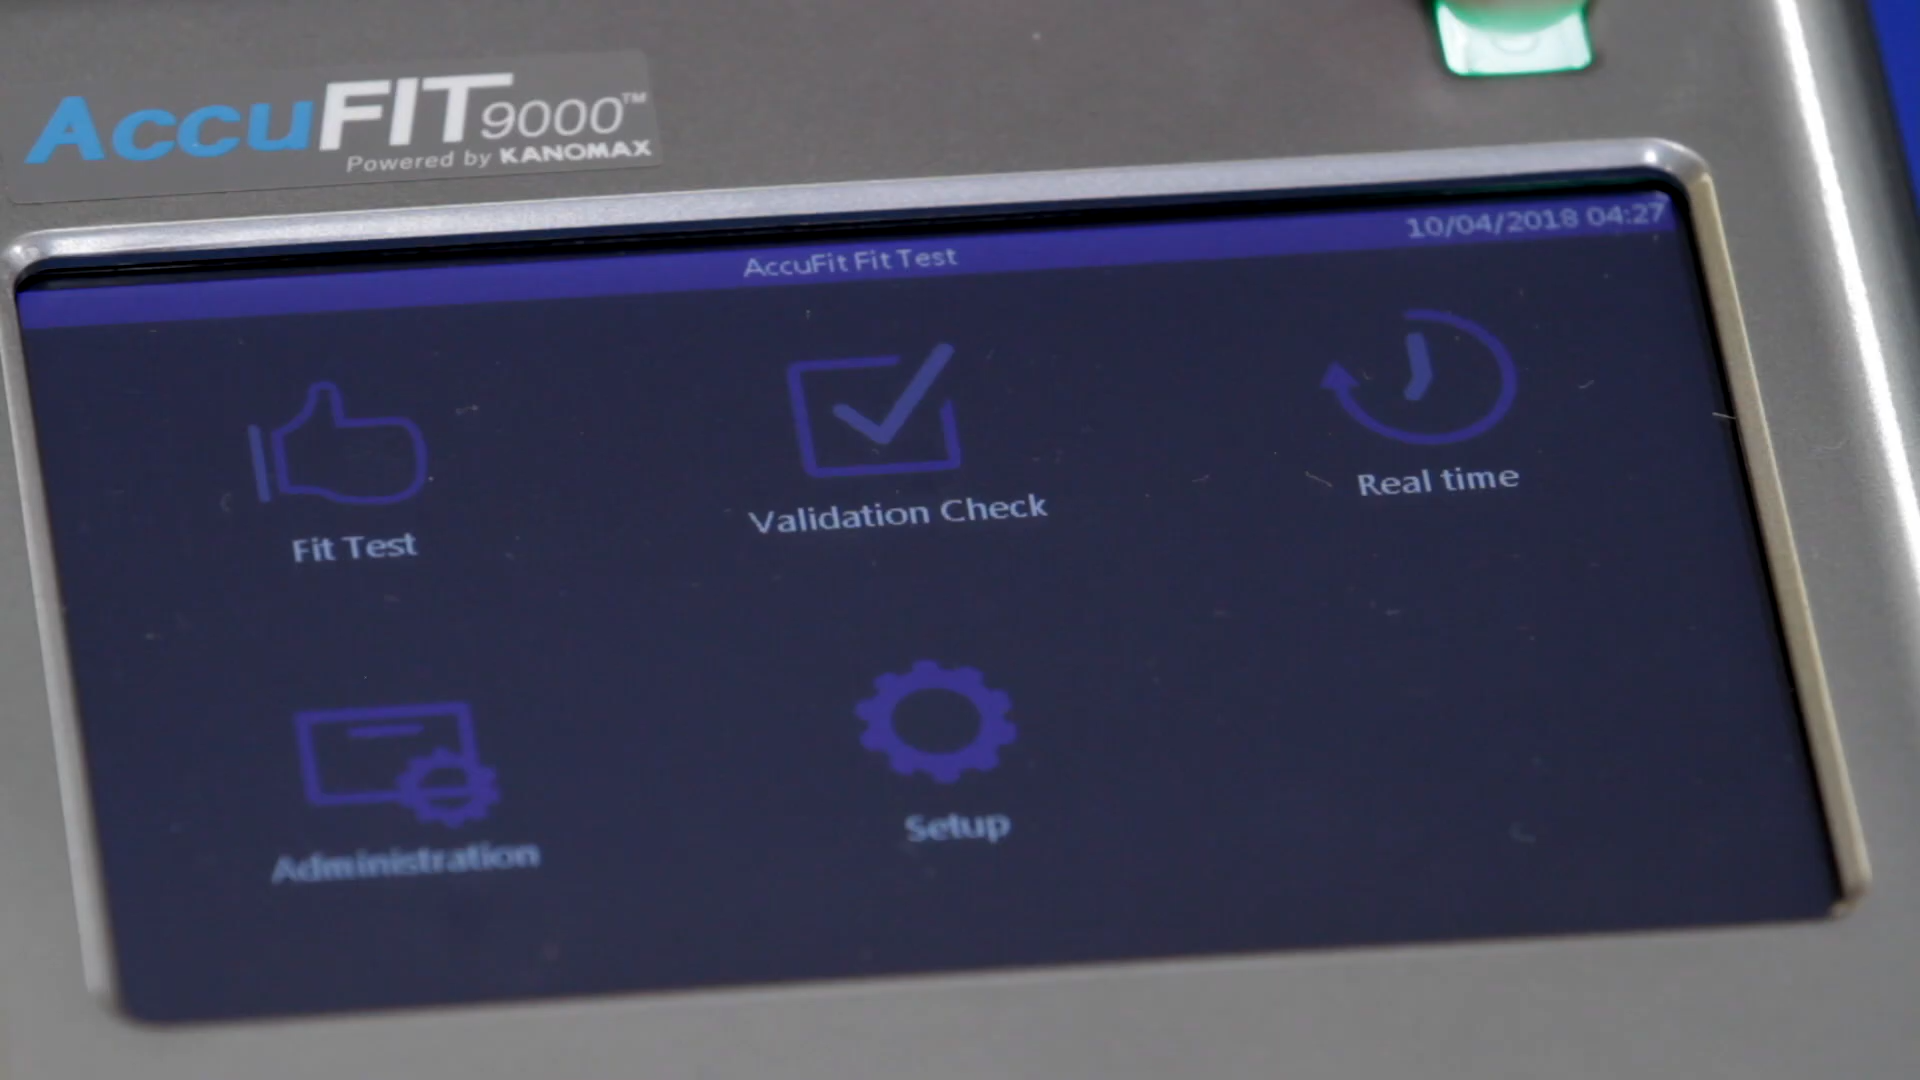 AccuFIT9000™
Powered by KANOMAX
10/04/2018 04:27
AccuFit Fit Test
Fit Test
Validation Check
Real time
Administration
Setup